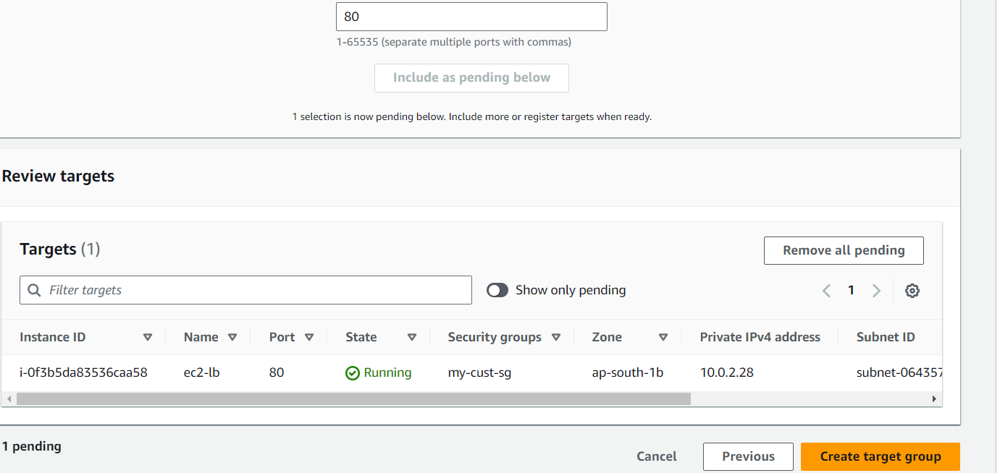 80
1-65535 (separate multiple ports with commas)
Include as pending below
1 selection is now pending below. Include more or register targets when ready.
Review targets
Targets (1)
Remove all pending
Filter targets
Show only pending
1
Instance ID Name Port State Security groups Zone Private IPv4 address Subnet ID
i-0f3b5da83536caa58 ec2-lb 80 Running my-cust-sg ap-south-1b 10.0.2.28 subnet-064357
1 pending
Cancel Previous Create target group